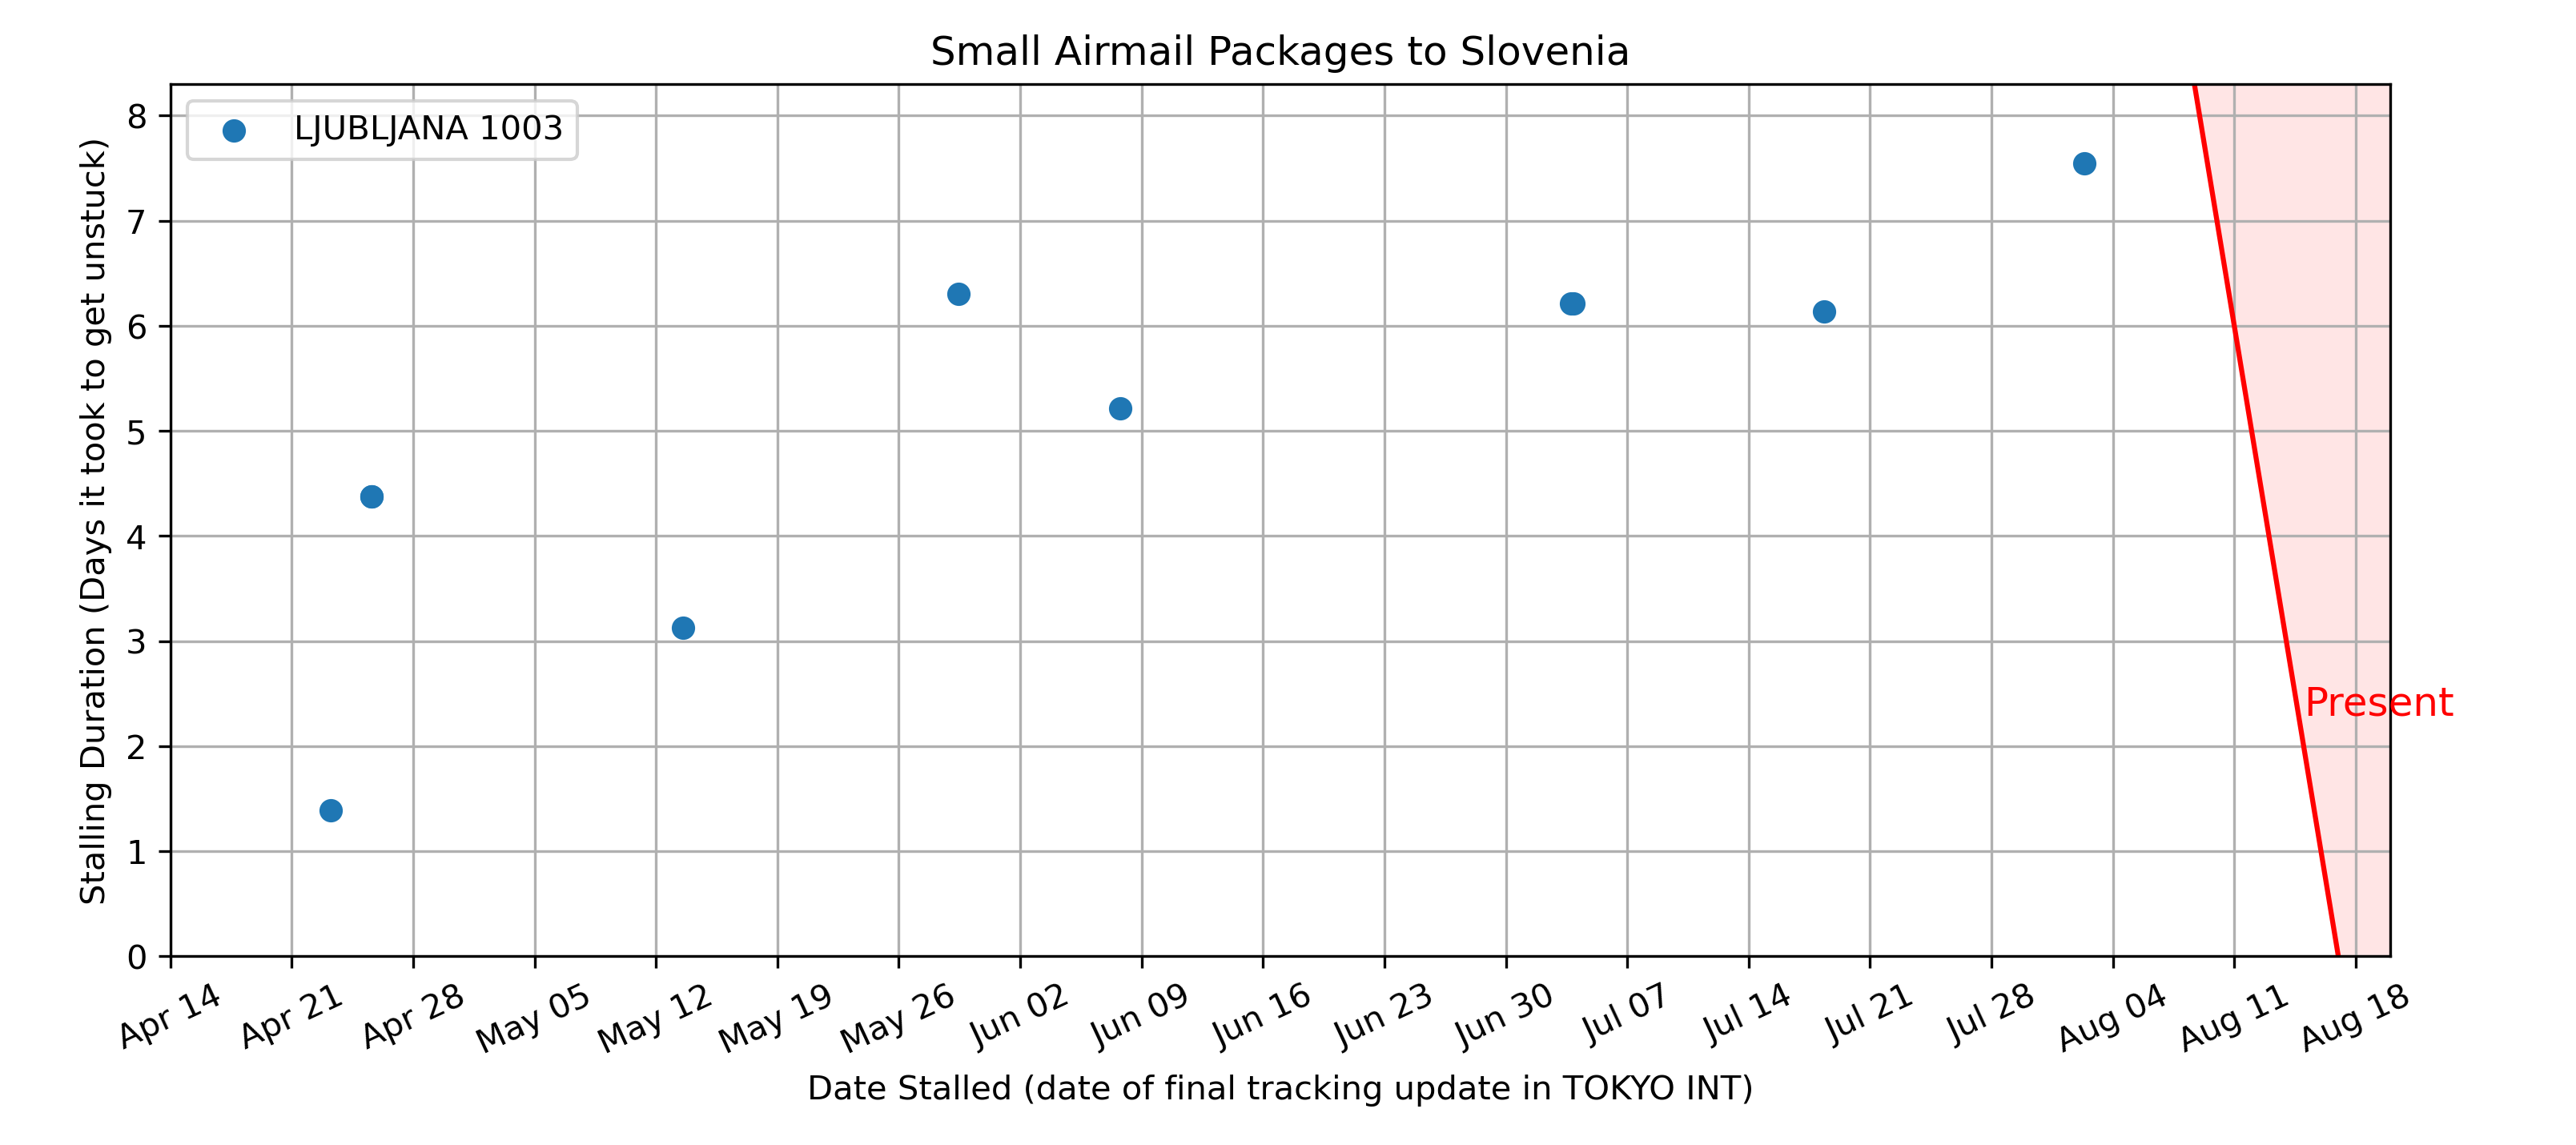 Small Airmail Packages to Slovenia
LJUBLJANA 1003
Stalling Duration (Days it took to get unstuck)
8
7
6
5
4
3
2
1
0
Present
Apr 14
Apr 21
Apr 28
May 05
May 12
May 19
May 26
Jun 02
Jun 09
Jun 16
Jun 23
Jun 30
Jul 07
Jul 14
Jul 21
Jul 28
Aug 04
Aug 11
Aug 18
Date Stalled (date of final tracking update in TOKYO INT)